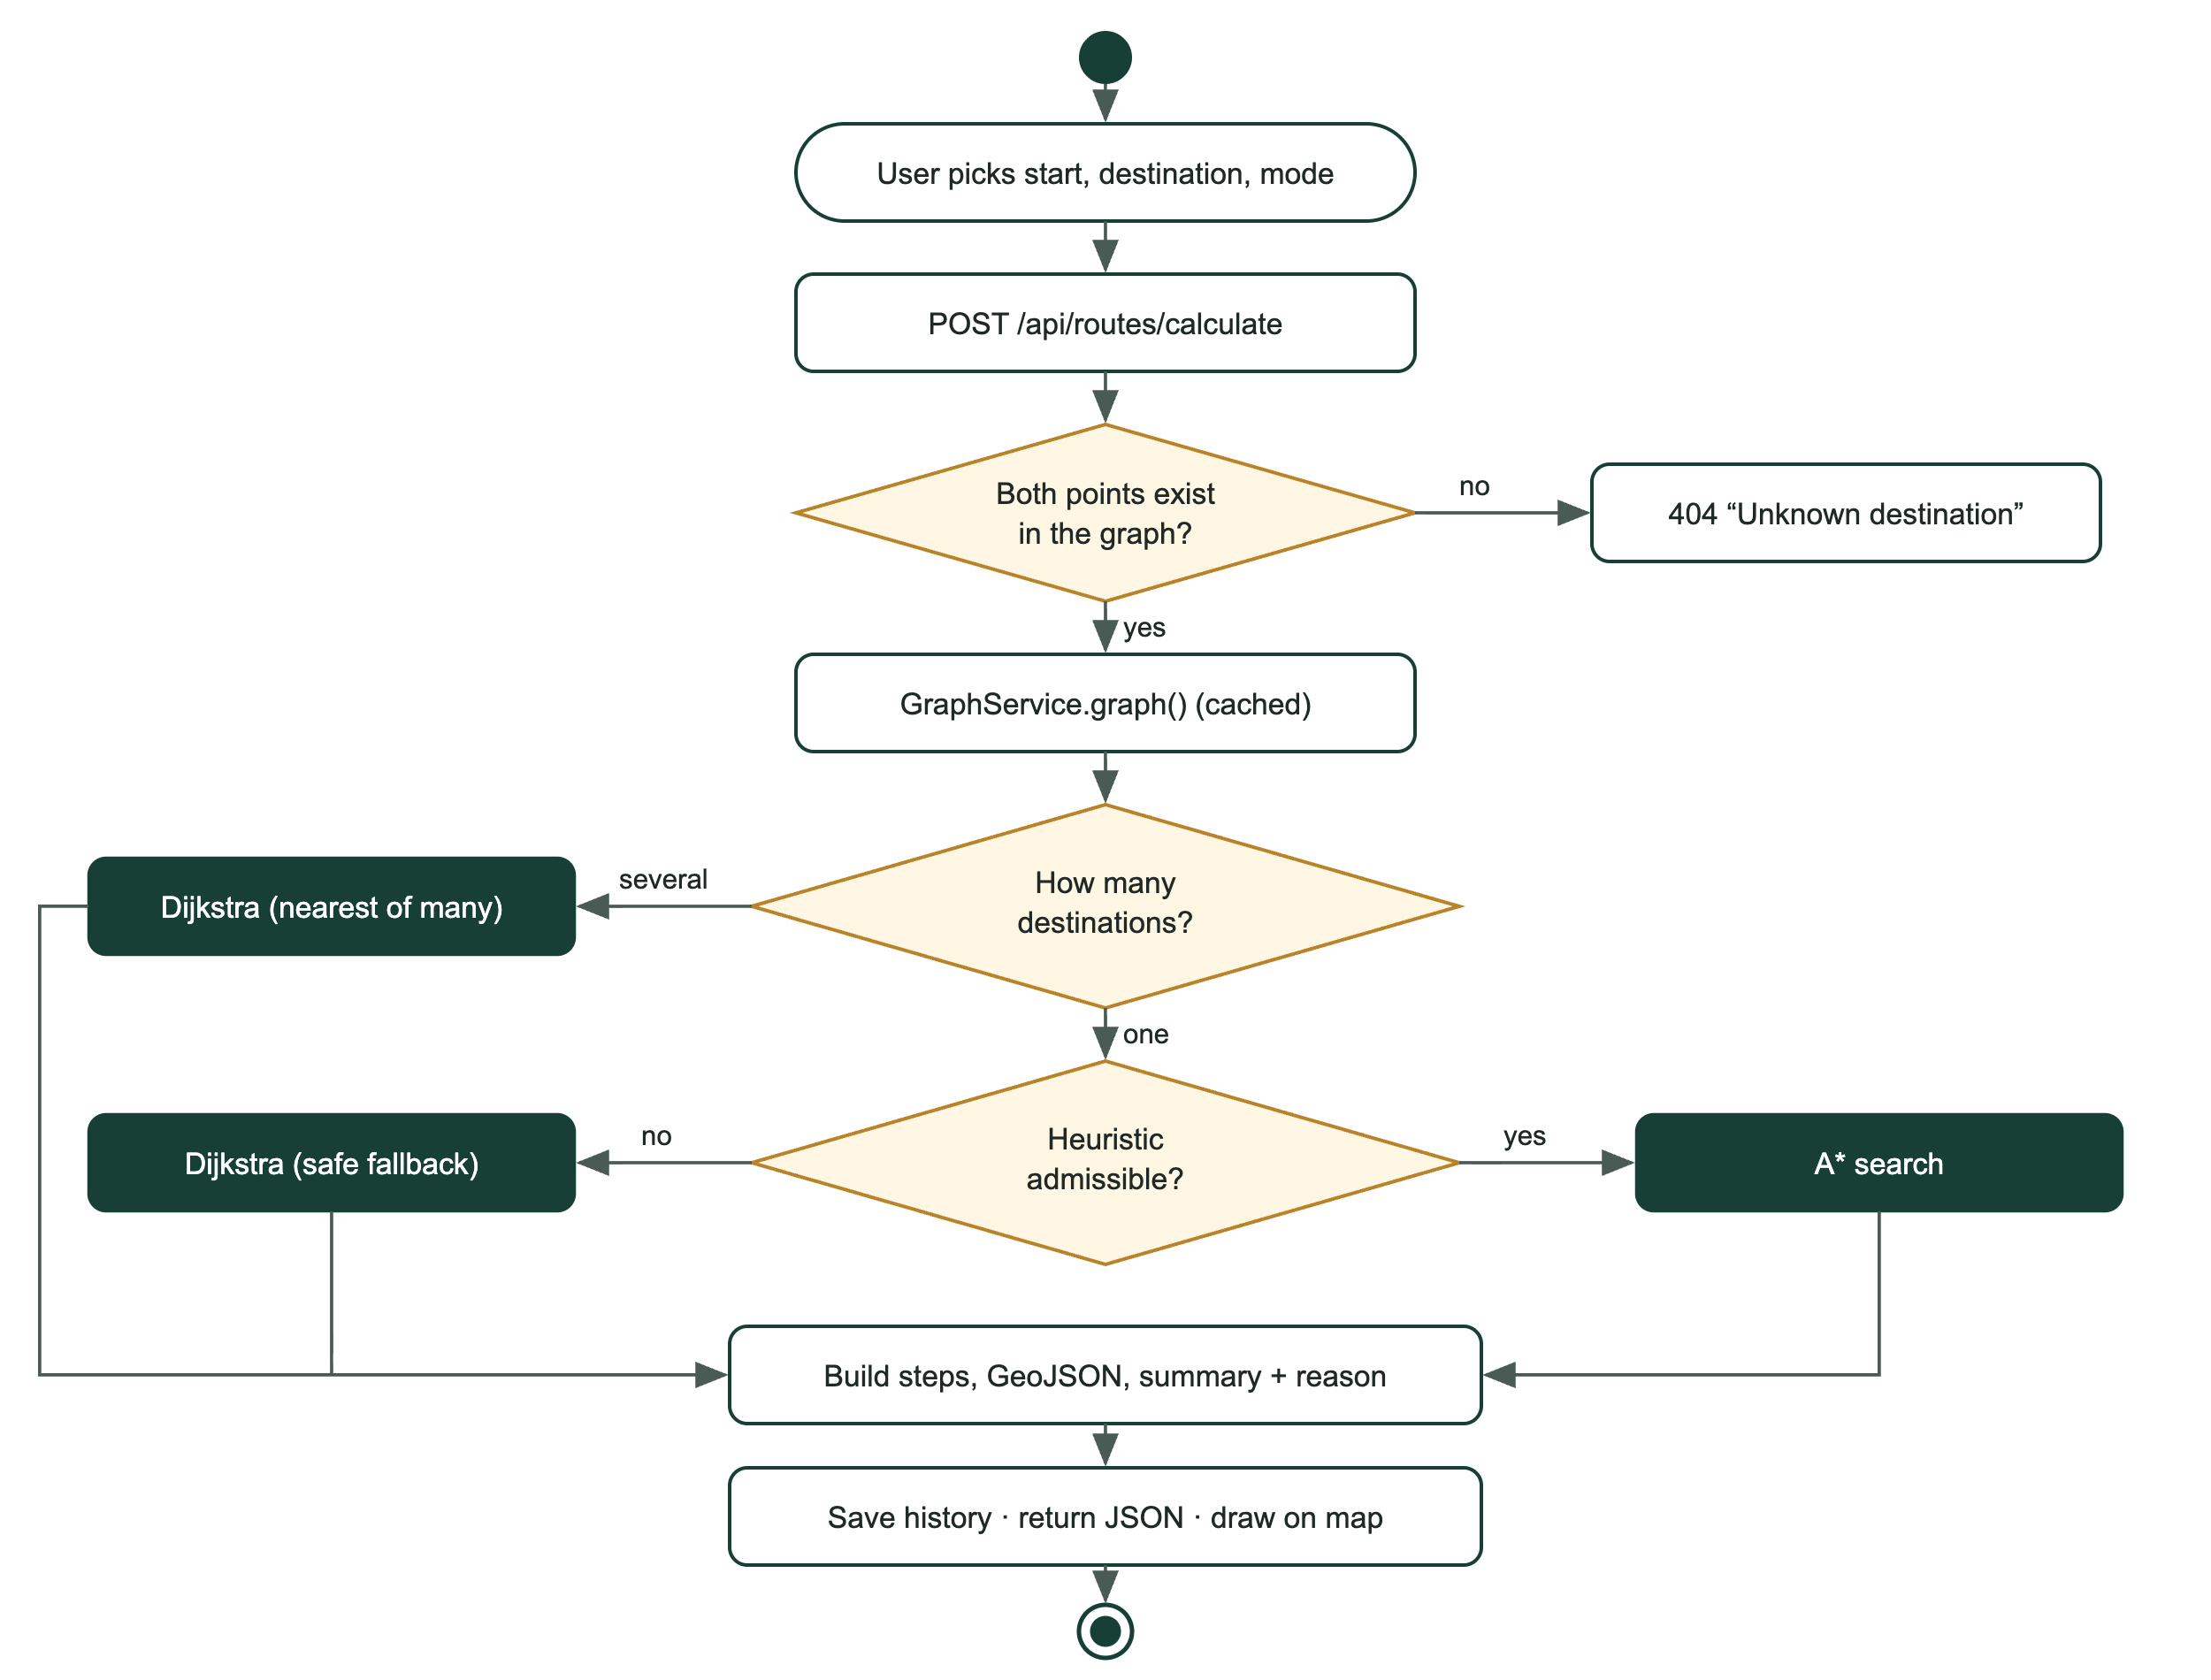 User picks start, destination, mode
POST /api/routes/calculate
Both points exist
in the graph?
no
404 “Unknown destination”
yes
GraphService.graph() (cached)
How many
destinations?
several
Dijkstra (nearest of many)
one
Heuristic
admissible?
no
Dijkstra (safe fallback)
yes
A* search
Build steps, GeoJSON, summary + reason
Save history · return JSON · draw on map